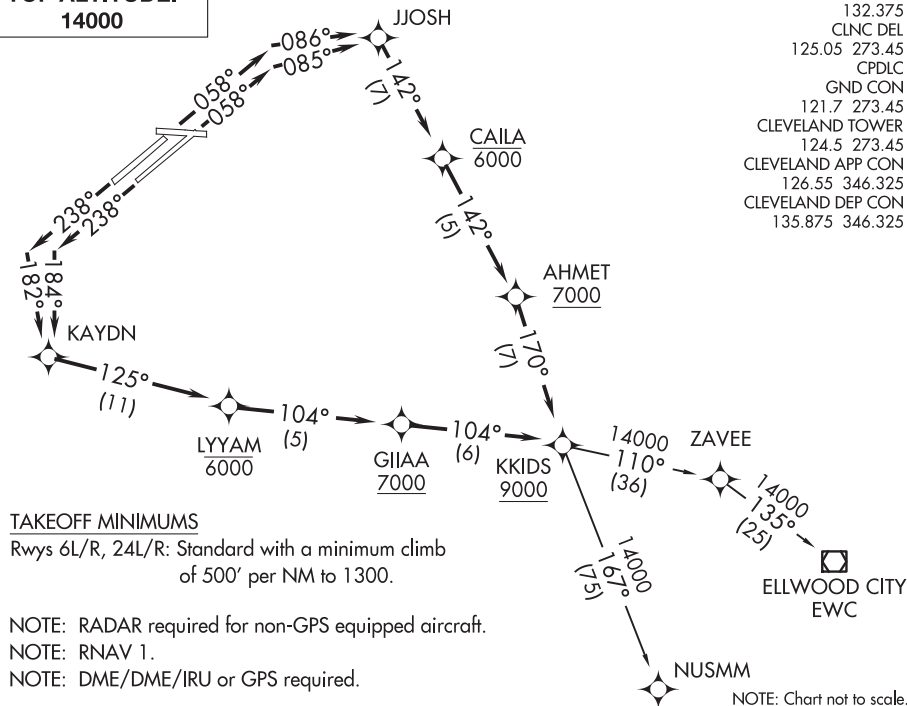 TOP ALTITUDE:
14000
132.375
CLNC DEL
125.05 273.45
CPDLC
GND CON
121.7 273.45
CLEVELAND TOWER
124.5 273.45
CLEVELAND APP CON
126.55 346.325
CLEVELAND DEP CON
135.875 346.325
JJOSH
086°
085°
058°
058°
142°
(7)
CAILA
6000
142°
(5)
AHMET
7000
170°
(7)
238°
238°
182°
184°
KAYDN
125°
(11)
LYYAM
6000
104°
(5)
GIIAA
7000
104°
(6)
KKIDS
9000
14000
110°
(36)
ZAVEE
14000
135°
(25)
ELLWOOD CITY
EWC
14000
167°
(75)
NUSMM
TAKEOFF MINIMUMS
Rwys 6L/R, 24L/R: Standard with a minimum climb
of 500' per NM to 1300.
NOTE: RADAR required for non-GPS equipped aircraft.
NOTE: RNAV 1.
NOTE: DME/DME/IRU or GPS required.
NOTE: Chart not to scale.